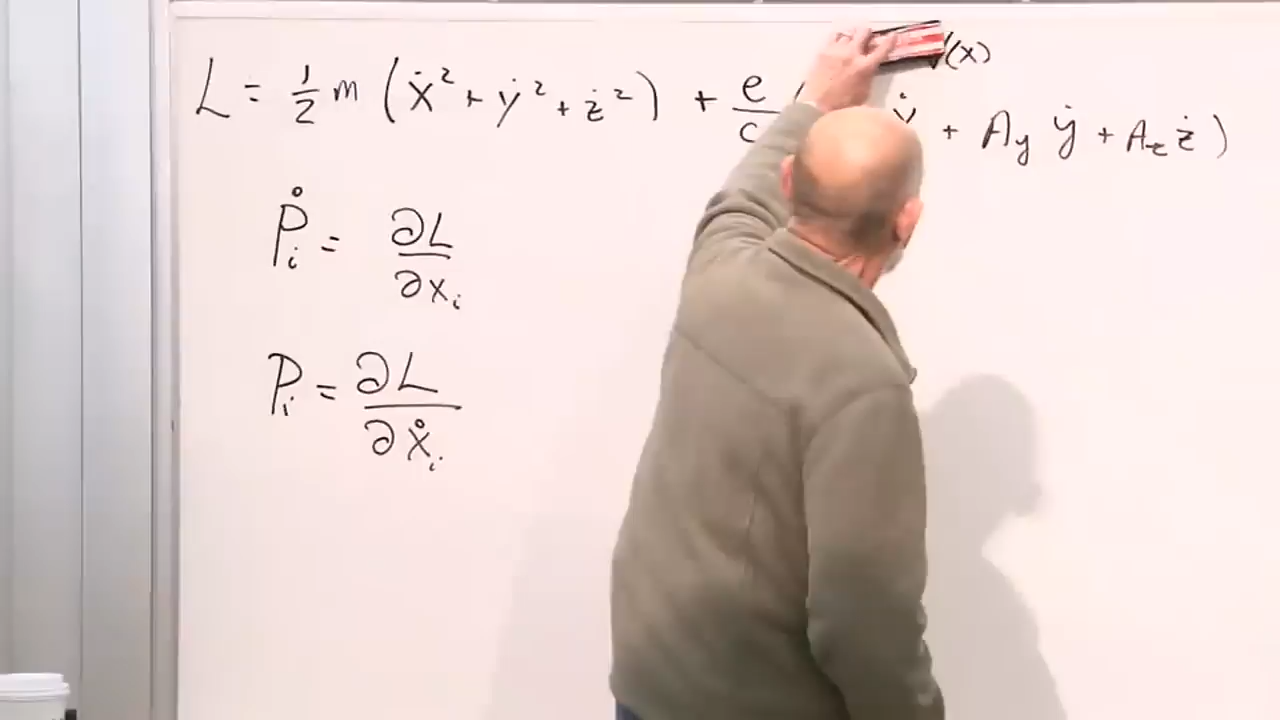 V(x)
L = 1/2 m (ẋ² + ẏ² + ż²) + e/c ( ẋ + A_y ẏ + A_z ż )
Ṗ_i = ∂L/∂x_i
P_i = ∂L/∂ẋ_i